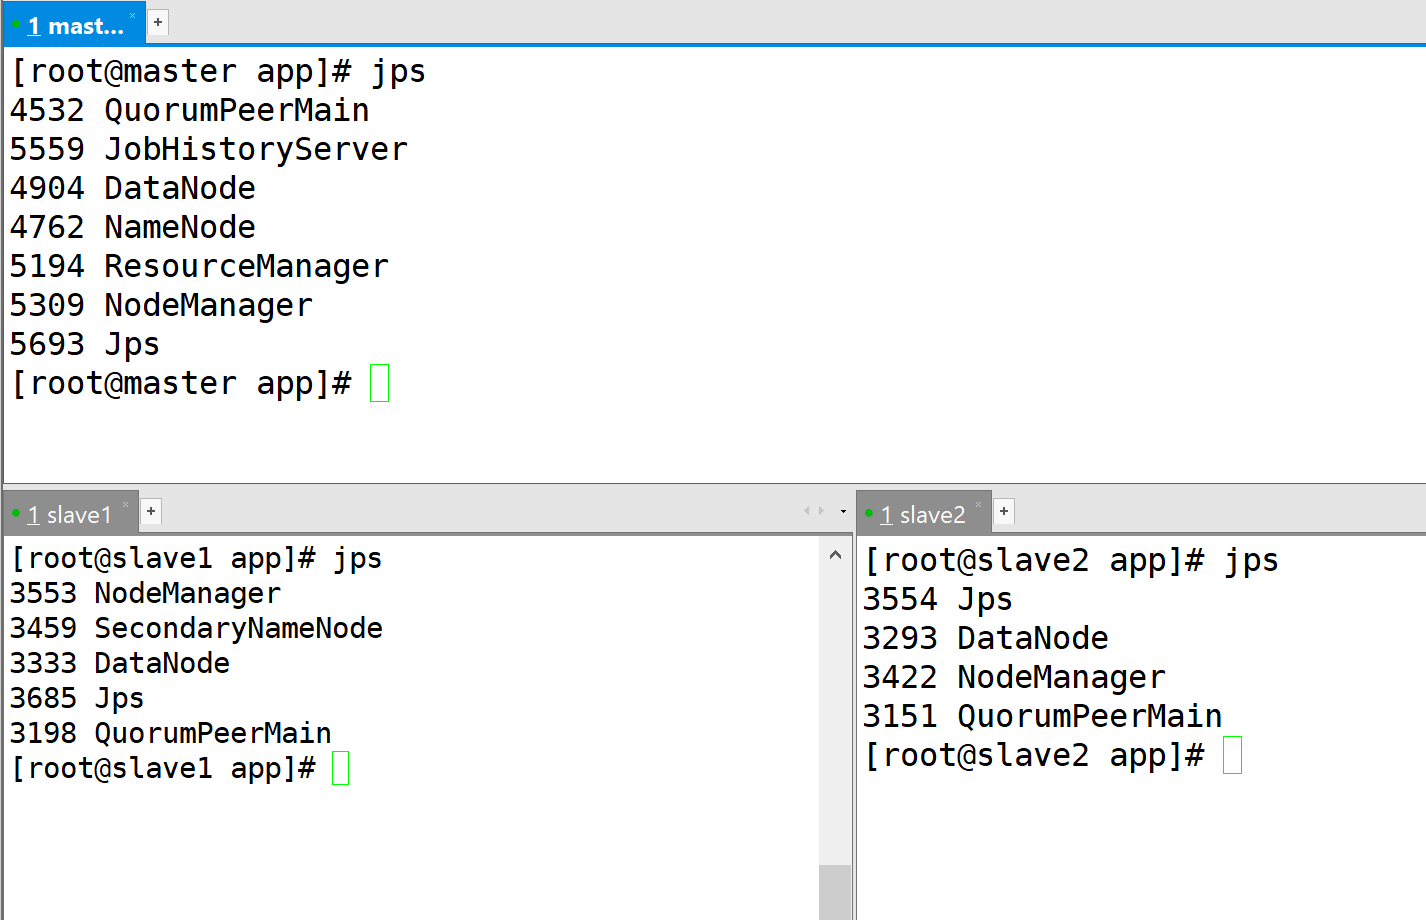 1 mast... × +
[root@master app]# jps
4532 QuorumPeerMain
5559 JobHistoryServer
4904 DataNode
4762 NameNode
5194 ResourceManager
5309 NodeManager
5693 Jps
[root@master app]#
1 slave1 × +
[root@slave1 app]# jps
3553 NodeManager
3459 SecondaryNameNode
3333 DataNode
3685 Jps
3198 QuorumPeerMain
[root@slave1 app]#
1 slave2 × +
[root@slave2 app]# jps
3554 Jps
3293 DataNode
3422 NodeManager
3151 QuorumPeerMain
[root@slave2 app]#